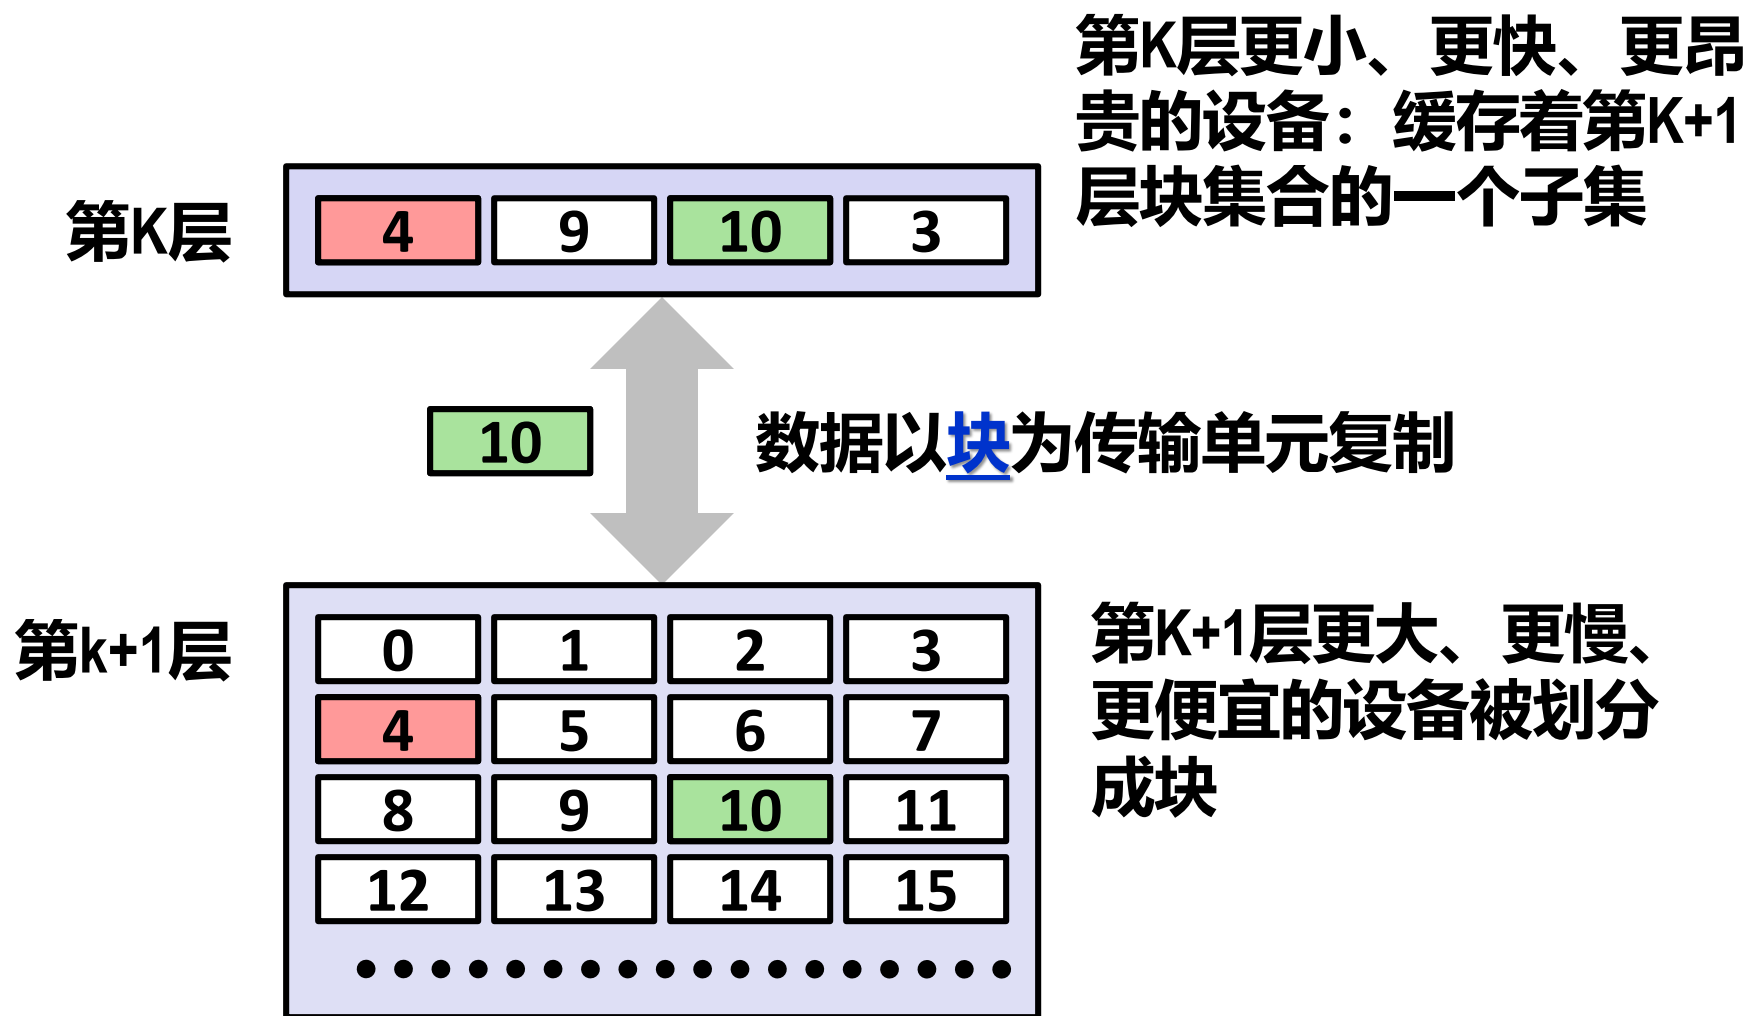 第K层更小、更快、更昂
贵的设备：缓存着第K+1
层块集合的一个子集
第K层
4 9 10 3
10
数据以块为传输单元复制
第k+1层
0 1 2 3
4 5 6 7
8 9 10 11
12 13 14 15
第K+1层更大、更慢、
更便宜的设备被划分
成块